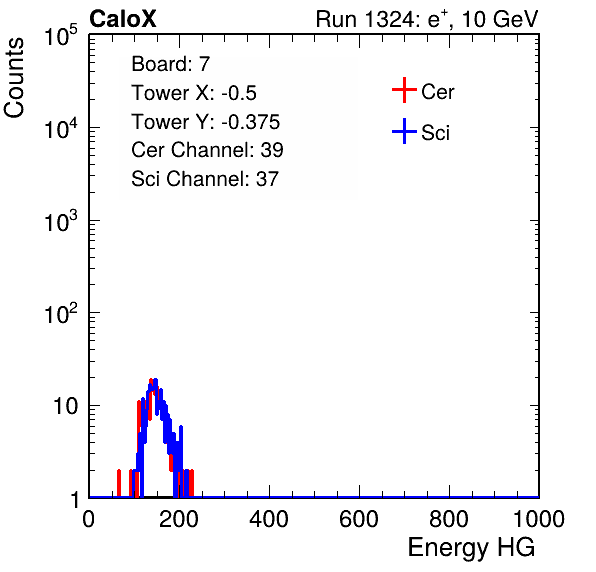 CaloX
Run 1324: e⁺, 10 GeV
Counts
10⁵
10⁴
10³
10²
10
1
Board: 7
Tower X: -0.5
Tower Y: -0.375
Cer Channel: 39
Sci Channel: 37
Cer
Sci
0 200 400 600 800 1000
Energy HG